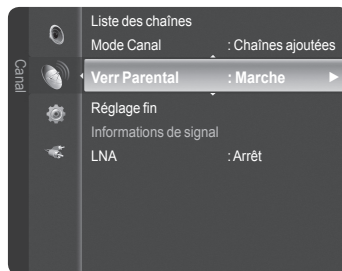 Canal
Liste des chaînes
Mode Canal : Chaînes ajoutées
Verr Parental : Marche
Réglage fin
Informations de signal
LNA : Arrêt